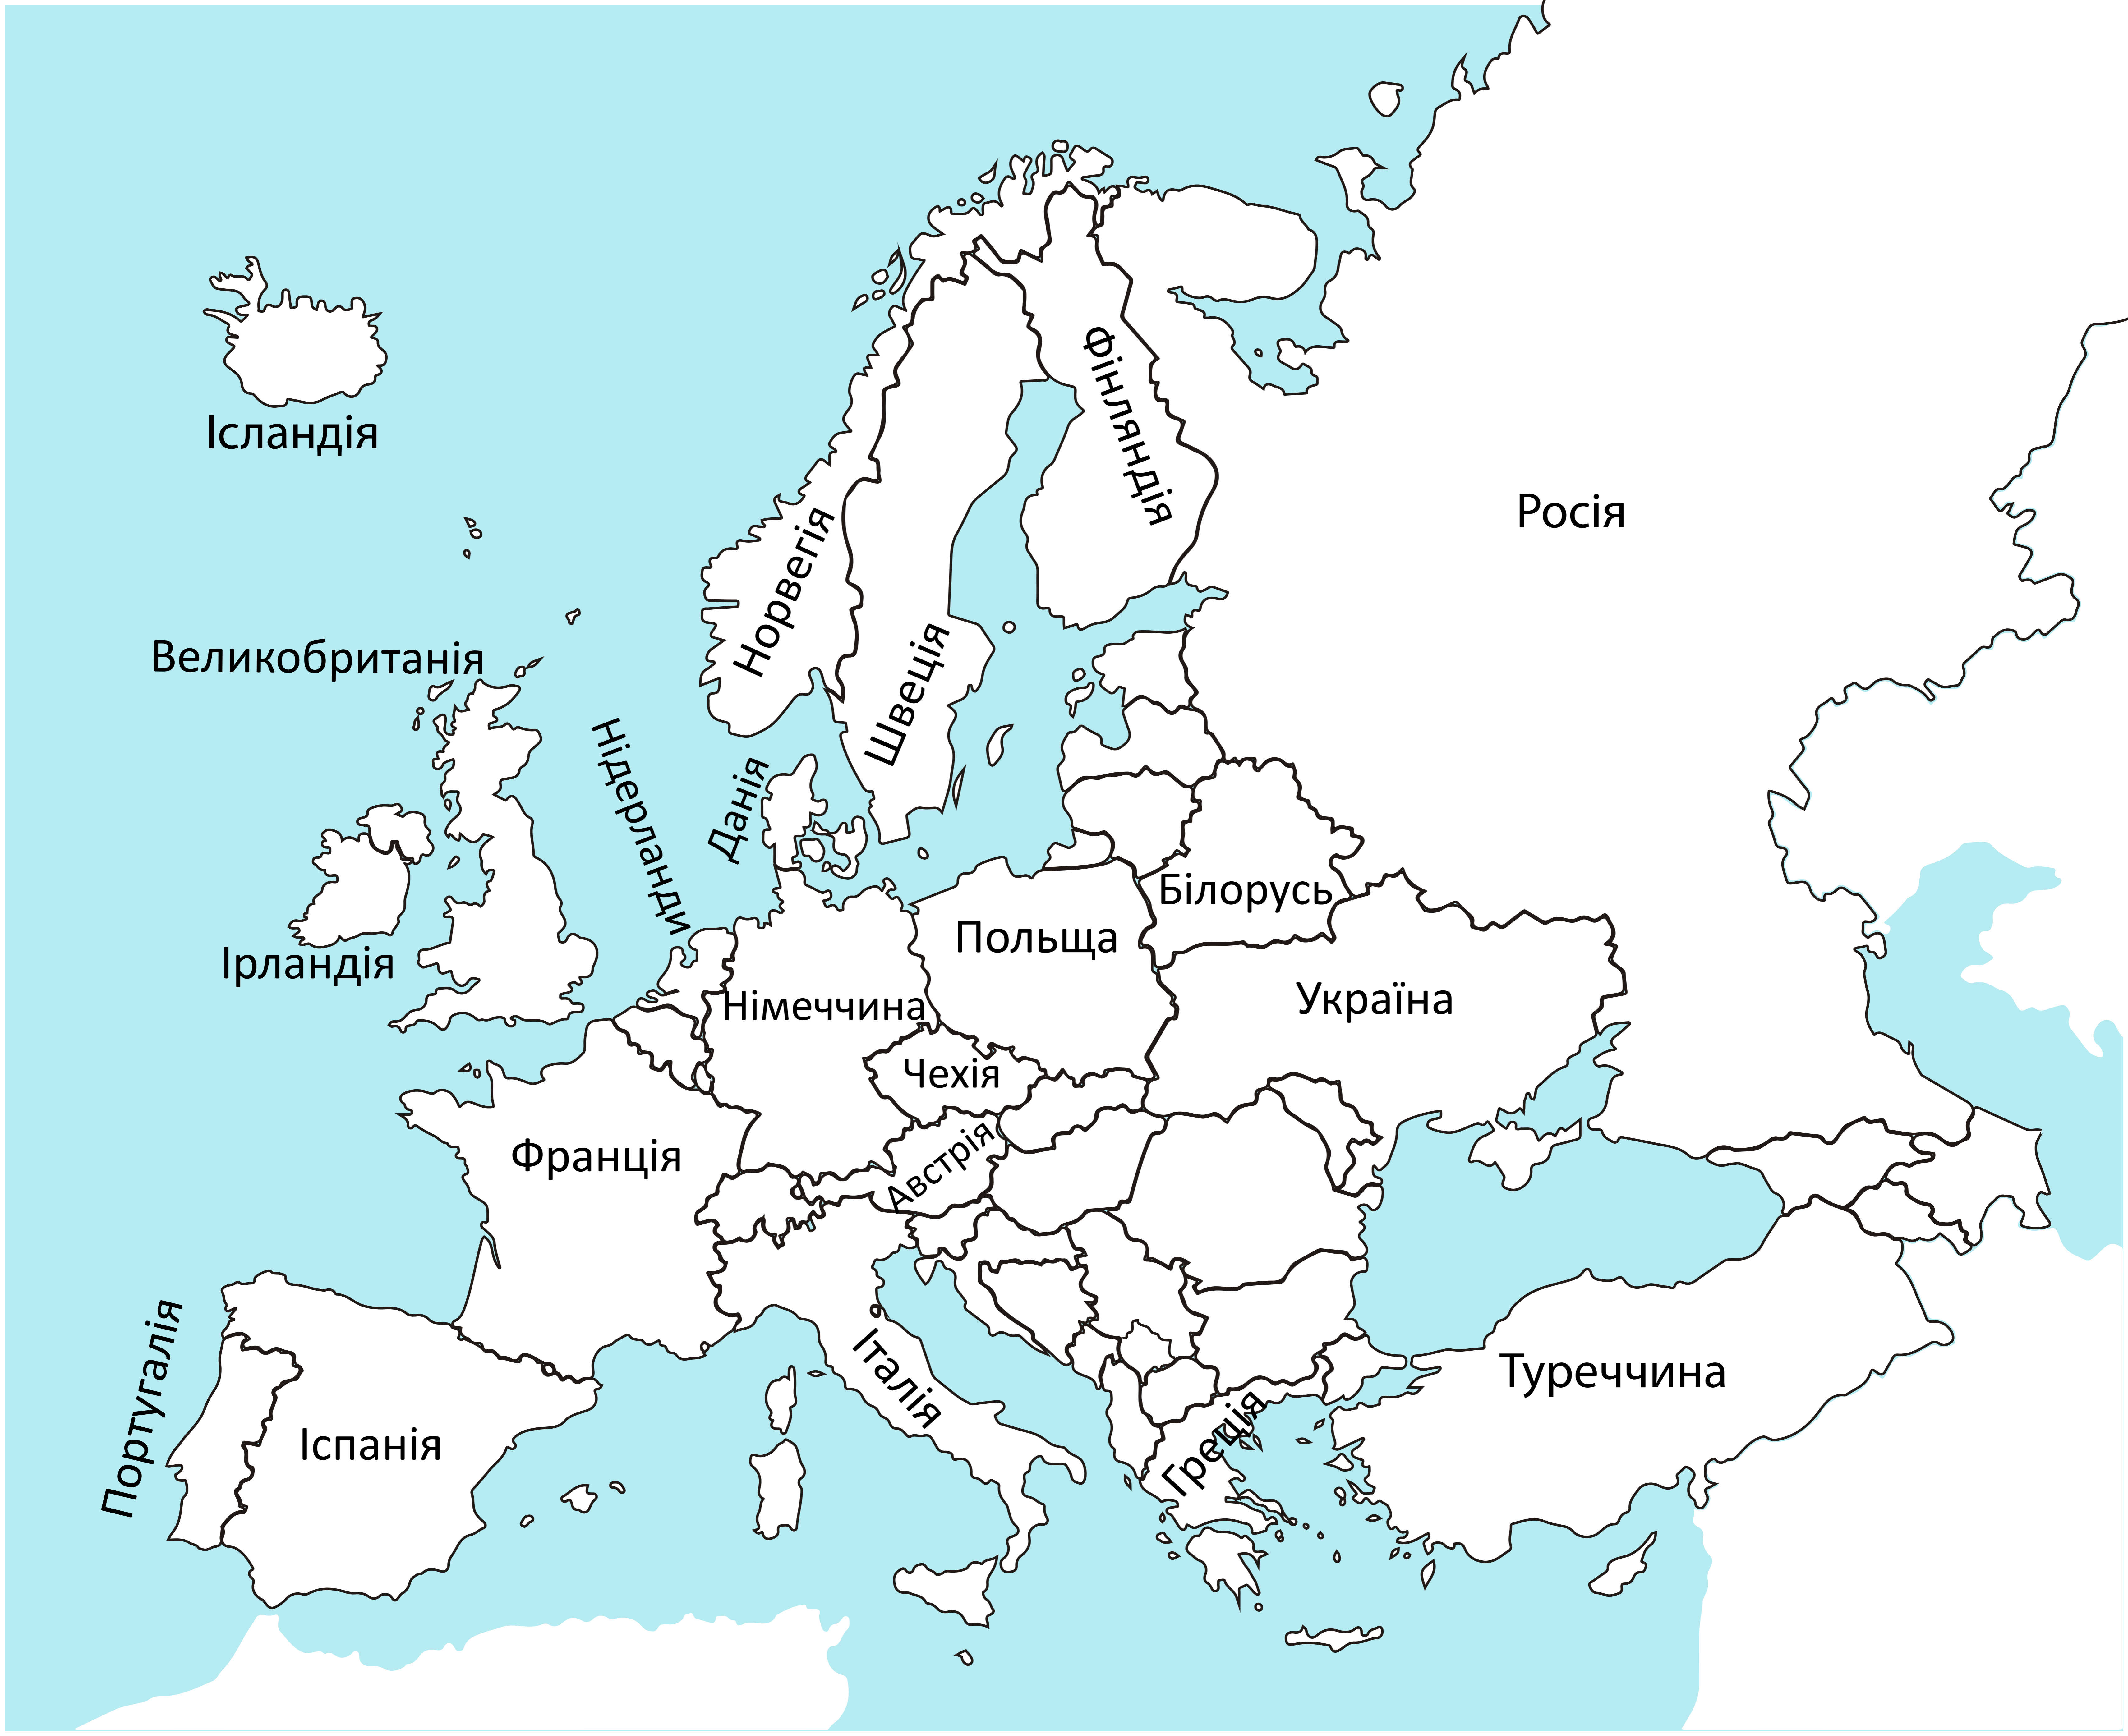 Ісландія
Фінляндія
Росія
Норвегія
Великобританія
Швеція
Нідерланди
Данія
Білорусь
Польща
Ірландія
Німеччина
Україна
Чехія
Франція
Австрія
Португалія
Італія
Туреччина
Іспанія
Греція